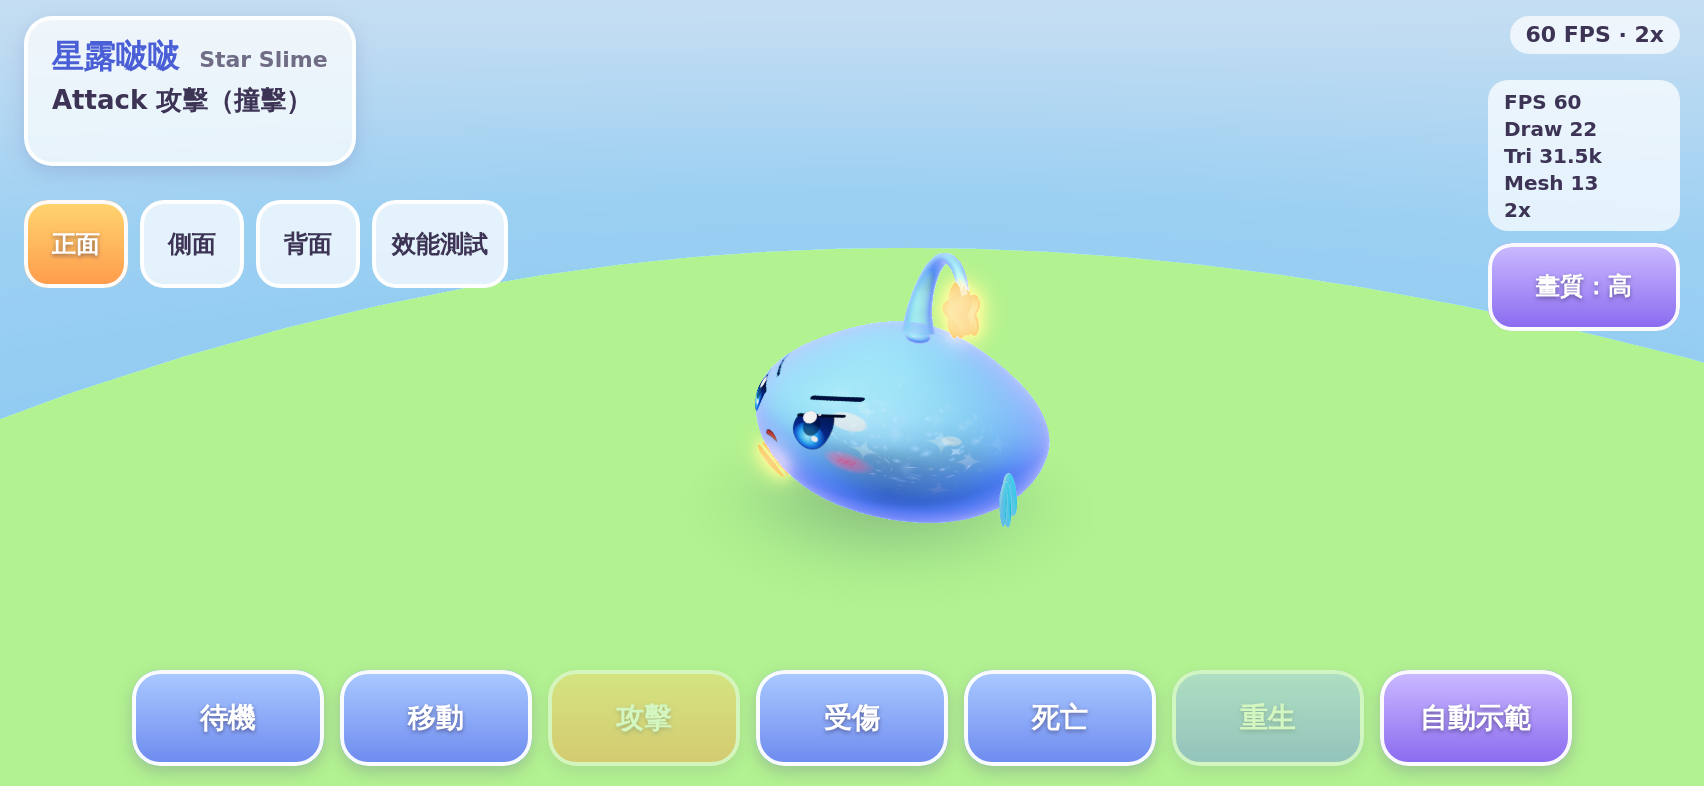 星露啵啵 Star Slime
Attack 攻擊（撞擊）
60 FPS · 2x
FPS 60
Draw 22
Tri 31.5k
Mesh 13
2x
正面 側面 背面 效能測試
畫質：高
待機 移動 攻擊 受傷 死亡 重生 自動示範